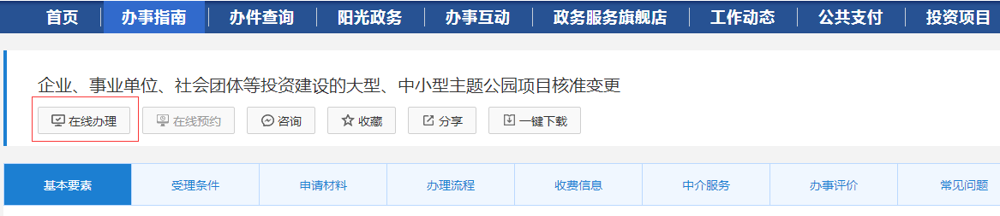 首页 办事指南 办件查询 阳光政务 办事互动 政务服务旗舰店 工作动态 公共支付 投资项目
企业、事业单位、社会团体等投资建设的大型、中小型主题公园项目核准变更
在线办理 在线预约 咨询 收藏 分享 一键下载
基本要素 受理条件 申请材料 办理流程 收费信息 中介服务 办事评价 常见问题